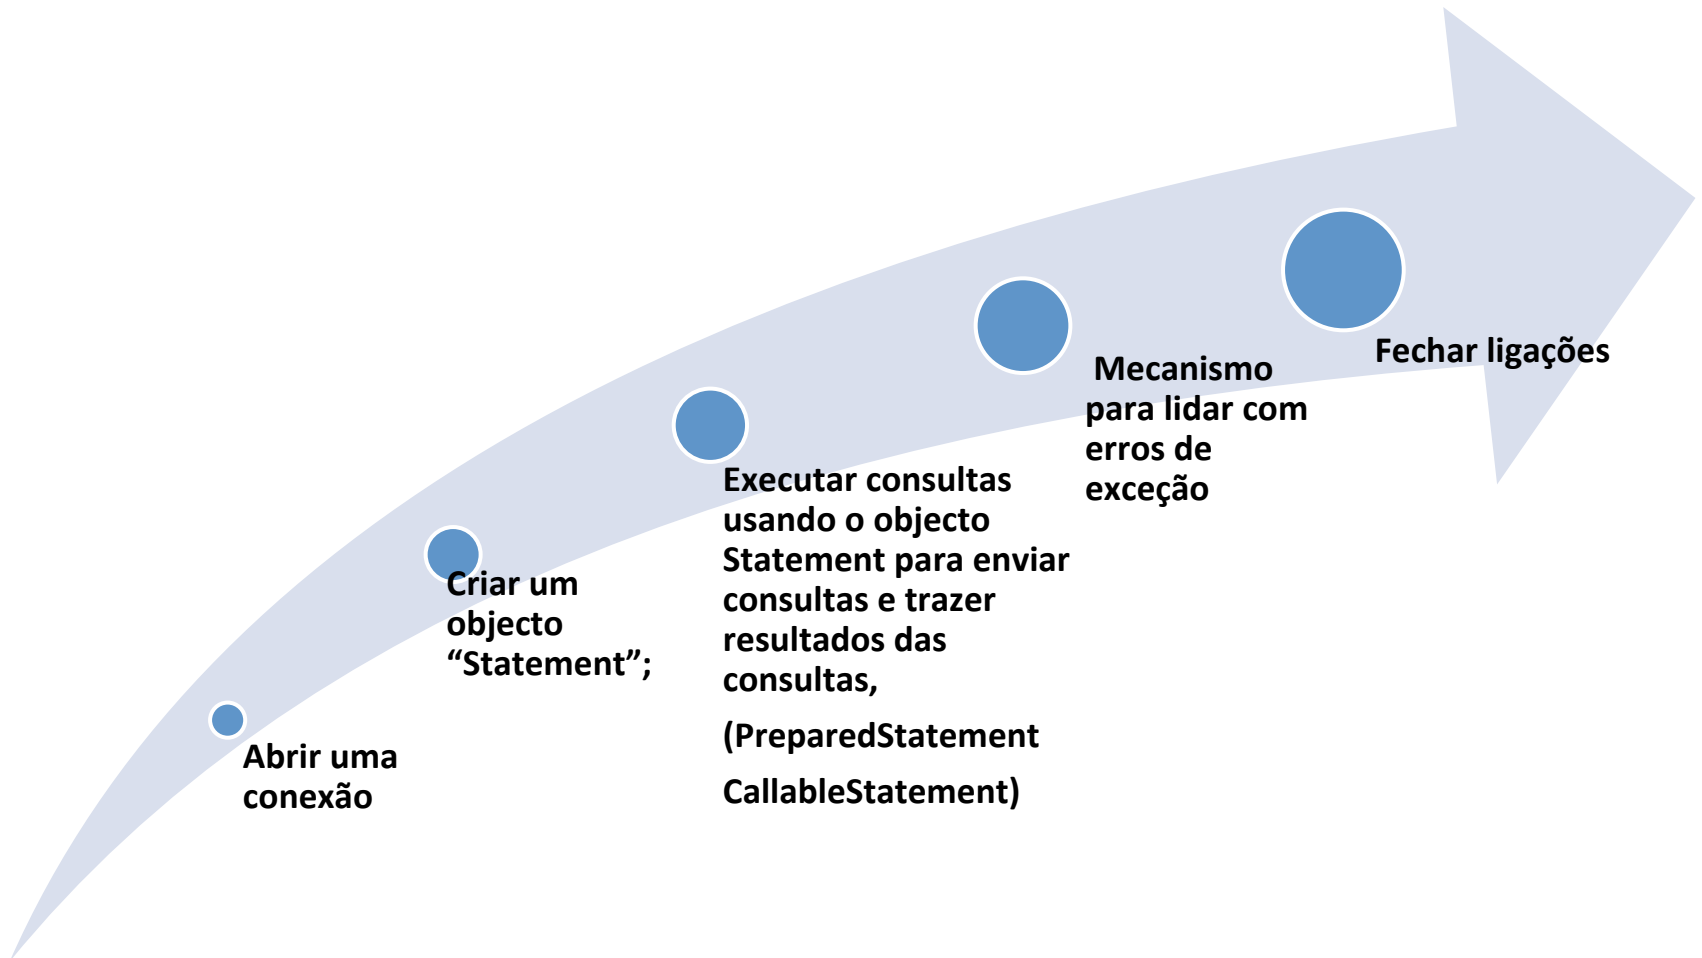 Abrir uma
conexão
Criar um
objecto
“Statement”;
Executar consultas
usando o objecto
Statement para enviar
consultas e trazer
resultados das
consultas,
(PreparedStatement
CallableStatement)
Mecanismo
para lidar com
erros de
exceção
Fechar ligações